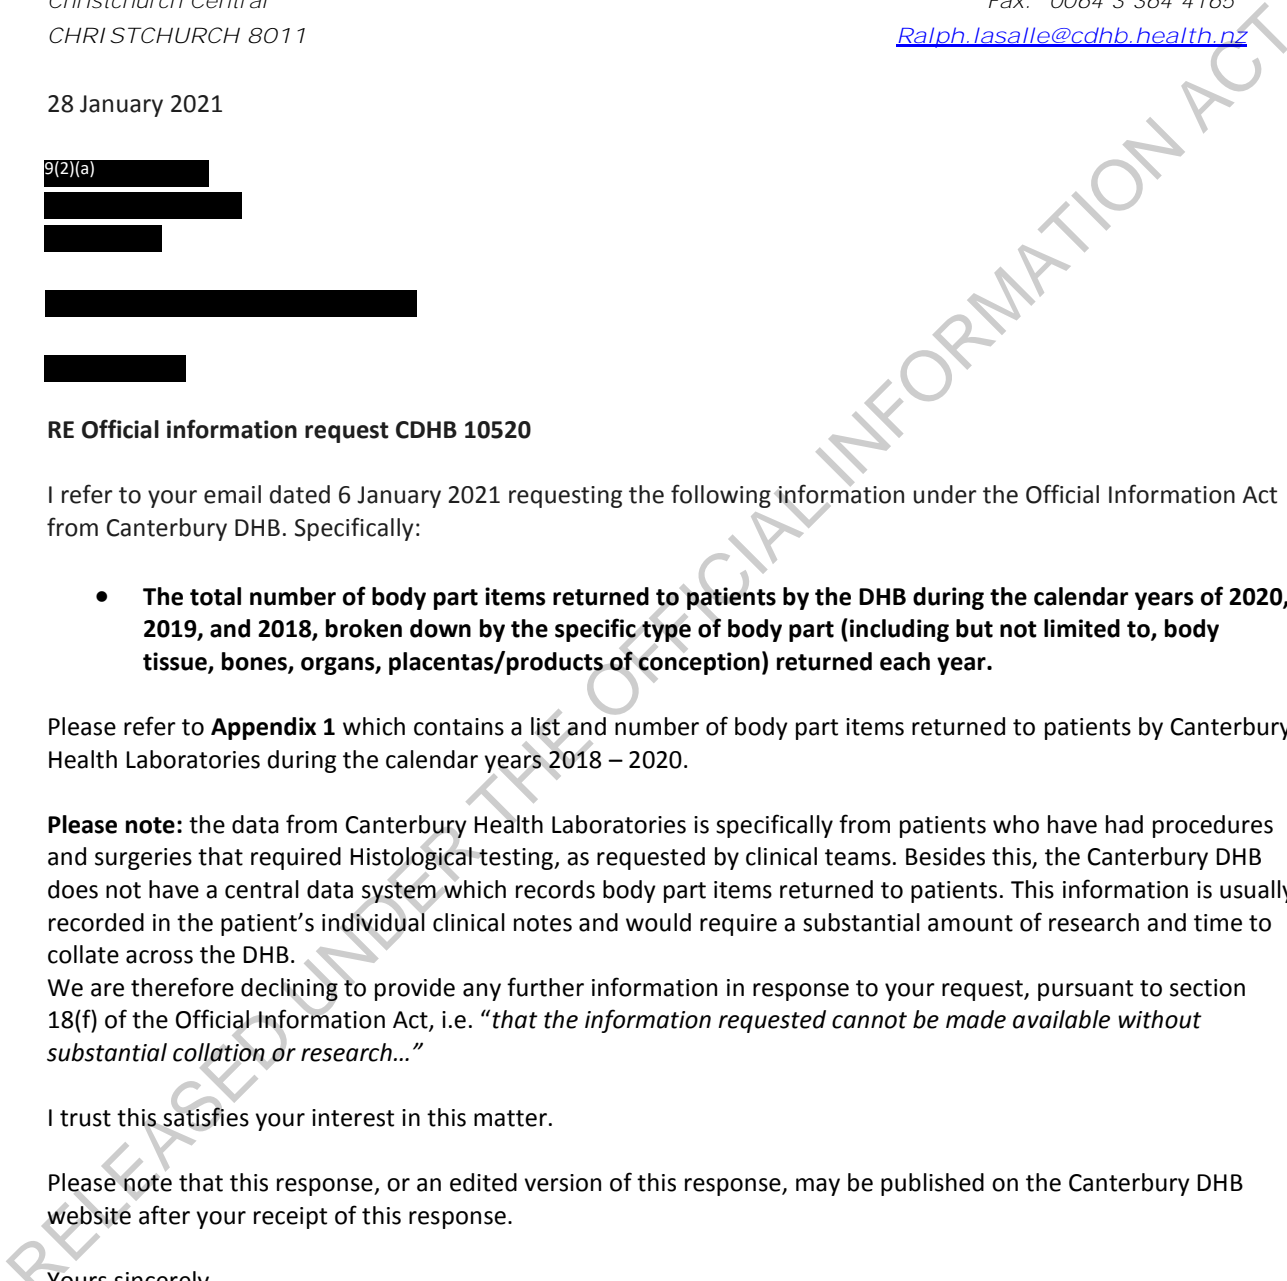 Christchurch Central Fax: 0064 3 364 4165
CHRISTCHURCH 8011 Ralph.lasalle@cdhb.health.nz
28 January 2021
9(2)(a)
RE Official information request CDHB 10520
I refer to your email dated 6 January 2021 requesting the following information under the Official Information Act
from Canterbury DHB. Specifically:
• The total number of body part items returned to patients by the DHB during the calendar years of 2020,
2019, and 2018, broken down by the specific type of body part (including but not limited to, body
tissue, bones, organs, placentas/products of conception) returned each year.
Please refer to Appendix 1 which contains a list and number of body part items returned to patients by Canterbury
Health Laboratories during the calendar years 2018 – 2020.
Please note: the data from Canterbury Health Laboratories is specifically from patients who have had procedures
and surgeries that required Histological testing, as requested by clinical teams. Besides this, the Canterbury DHB
does not have a central data system which records body part items returned to patients. This information is usually
recorded in the patient’s individual clinical notes and would require a substantial amount of research and time to
collate across the DHB.
We are therefore declining to provide any further information in response to your request, pursuant to section
18(f) of the Official Information Act, i.e. “that the information requested cannot be made available without
substantial collation or research…”
I trust this satisfies your interest in this matter.
Please note that this response, or an edited version of this response, may be published on the Canterbury DHB
website after your receipt of this response.
Yours sincerely
RELEASED UNDER THE OFFICIAL INFORMATION ACT